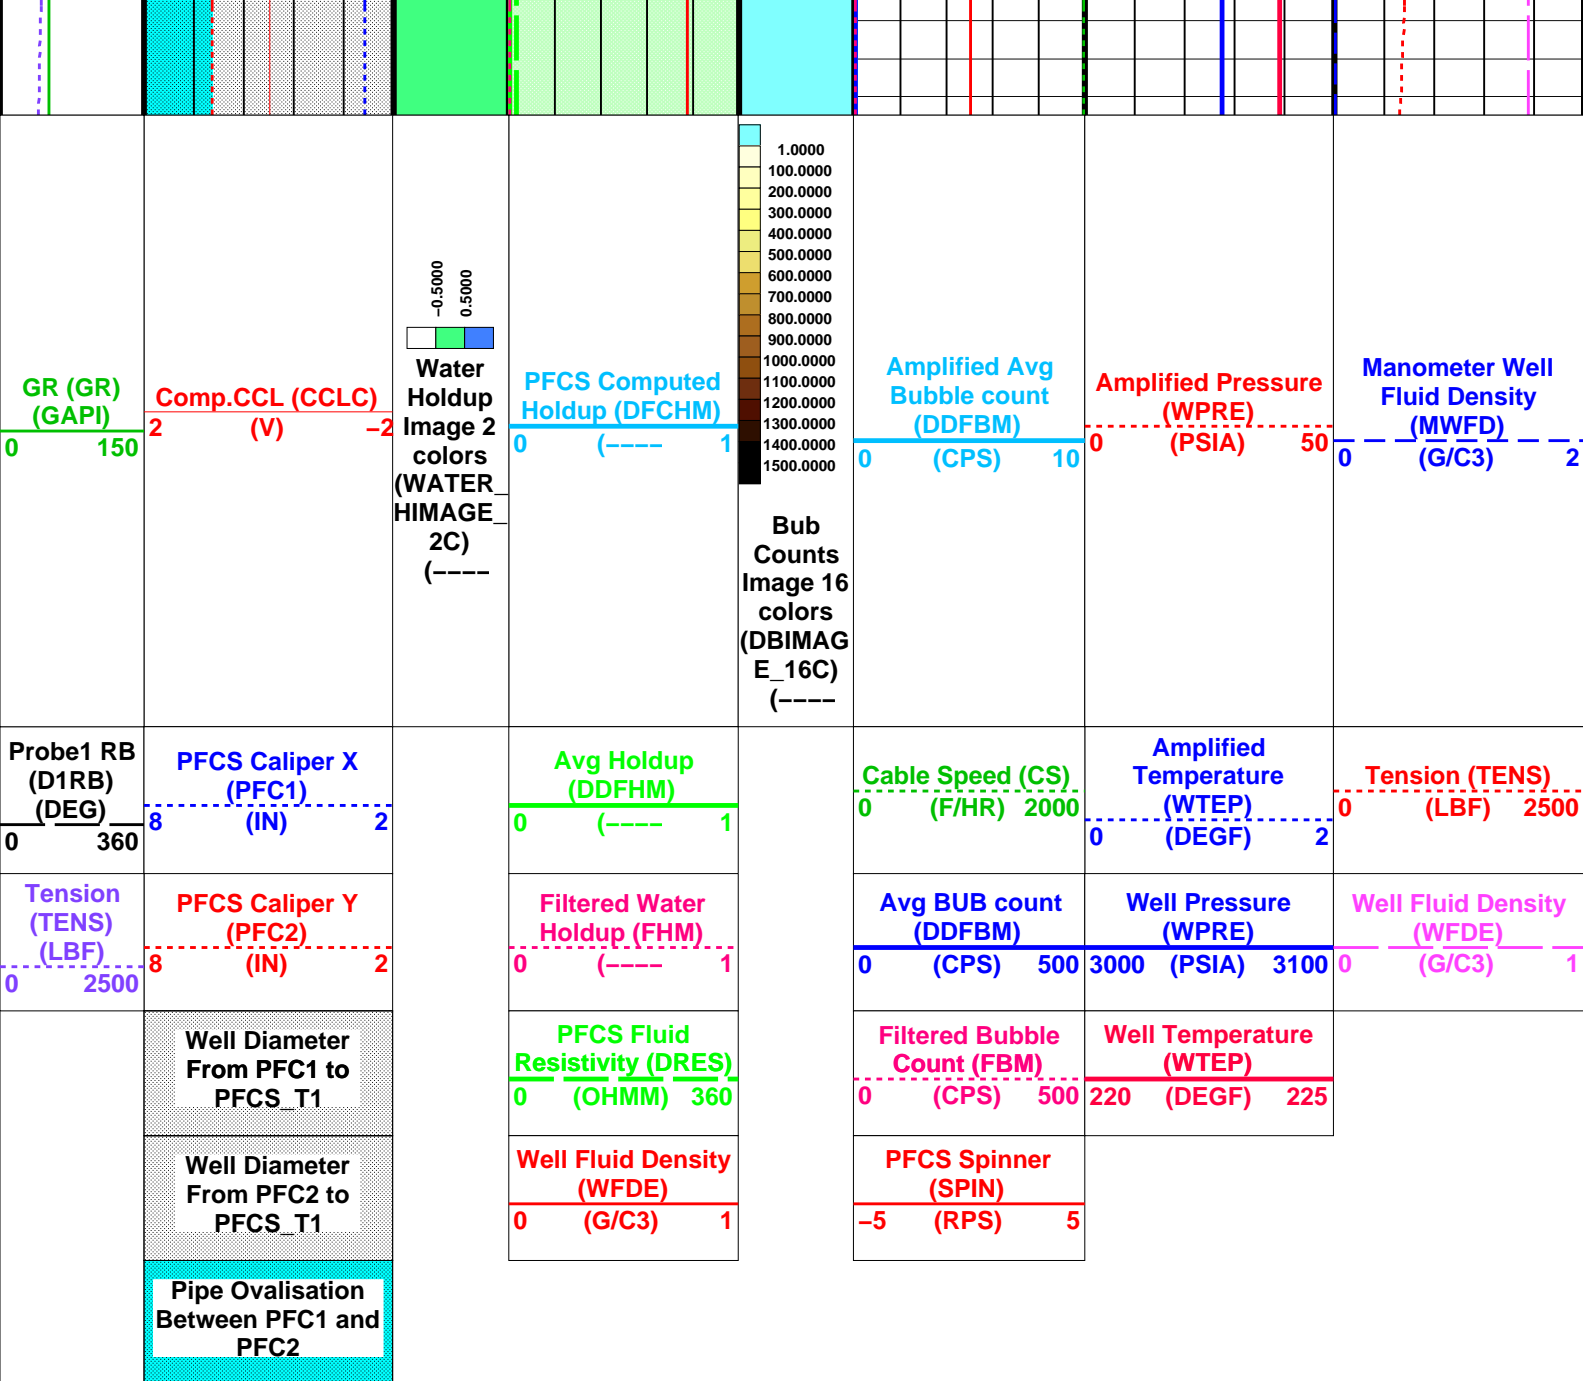 GR (GR)
(GAPI)
0 150
Comp.CCL (CCLC)
2 (V) −2
−0.5000
0.5000
Water
Holdup
Image 2
colors
(WATER_
HIMAGE_
2C)
(−−−−
PFCS Computed
Holdup (DFCHM)
0 (−−−− 1
1.0000
100.0000
200.0000
300.0000
400.0000
500.0000
600.0000
700.0000
800.0000
900.0000
1000.0000
1100.0000
1200.0000
1300.0000
1400.0000
1500.0000
Bub
Counts
Image 16
colors
(DBIMAG
E_16C)
(−−−−
Amplified Avg
Bubble count
(DDFBM)
0 (CPS) 10
Amplified Pressure
(WPRE)
0 (PSIA) 50
Manometer Well
Fluid Density
(MWFD)
0 (G/C3) 2
Probe1 RB
(D1RB)
(DEG)
0 360
PFCS Caliper X
(PFC1)
8 (IN) 2
Avg Holdup
(DDFHM)
0 (−−−− 1
Cable Speed (CS)
0 (F/HR) 2000
Amplified
Temperature
(WTEP)
0 (DEGF) 2
Tension (TENS)
0 (LBF) 2500
Tension
(TENS)
(LBF)
0 2500
PFCS Caliper Y
(PFC2)
8 (IN) 2
Filtered Water
Holdup (FHM)
0 (−−−− 1
Avg BUB count
(DDFBM)
0 (CPS) 500
Well Pressure
(WPRE)
3000 (PSIA) 3100
Well Fluid Density
(WFDE)
0 (G/C3) 1
Well Diameter
From PFC1 to
PFCS_T1
PFCS Fluid
Resistivity (DRES)
0 (OHMM) 360
Filtered Bubble
Count (FBM)
0 (CPS) 500
Well Temperature
(WTEP)
220 (DEGF) 225
Well Diameter
From PFC2 to
PFCS_T1
Well Fluid Density
(WFDE)
0 (G/C3) 1
PFCS Spinner
(SPIN)
−5 (RPS) 5
Pipe Ovalisation
Between PFC1 and
PFC2